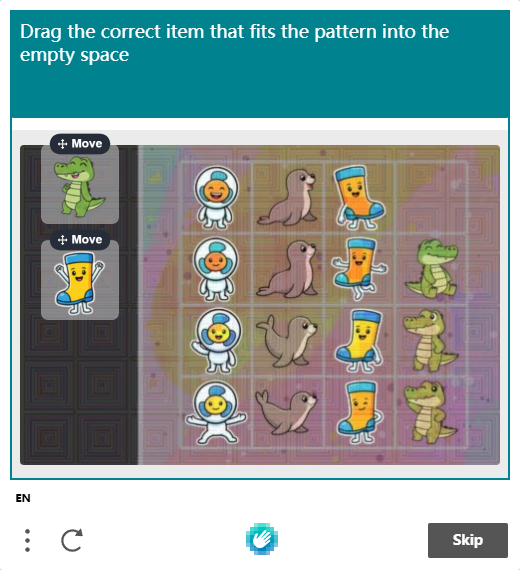 Drag the correct item that fits the pattern into the
empty space
Move
Move
EN
Skip